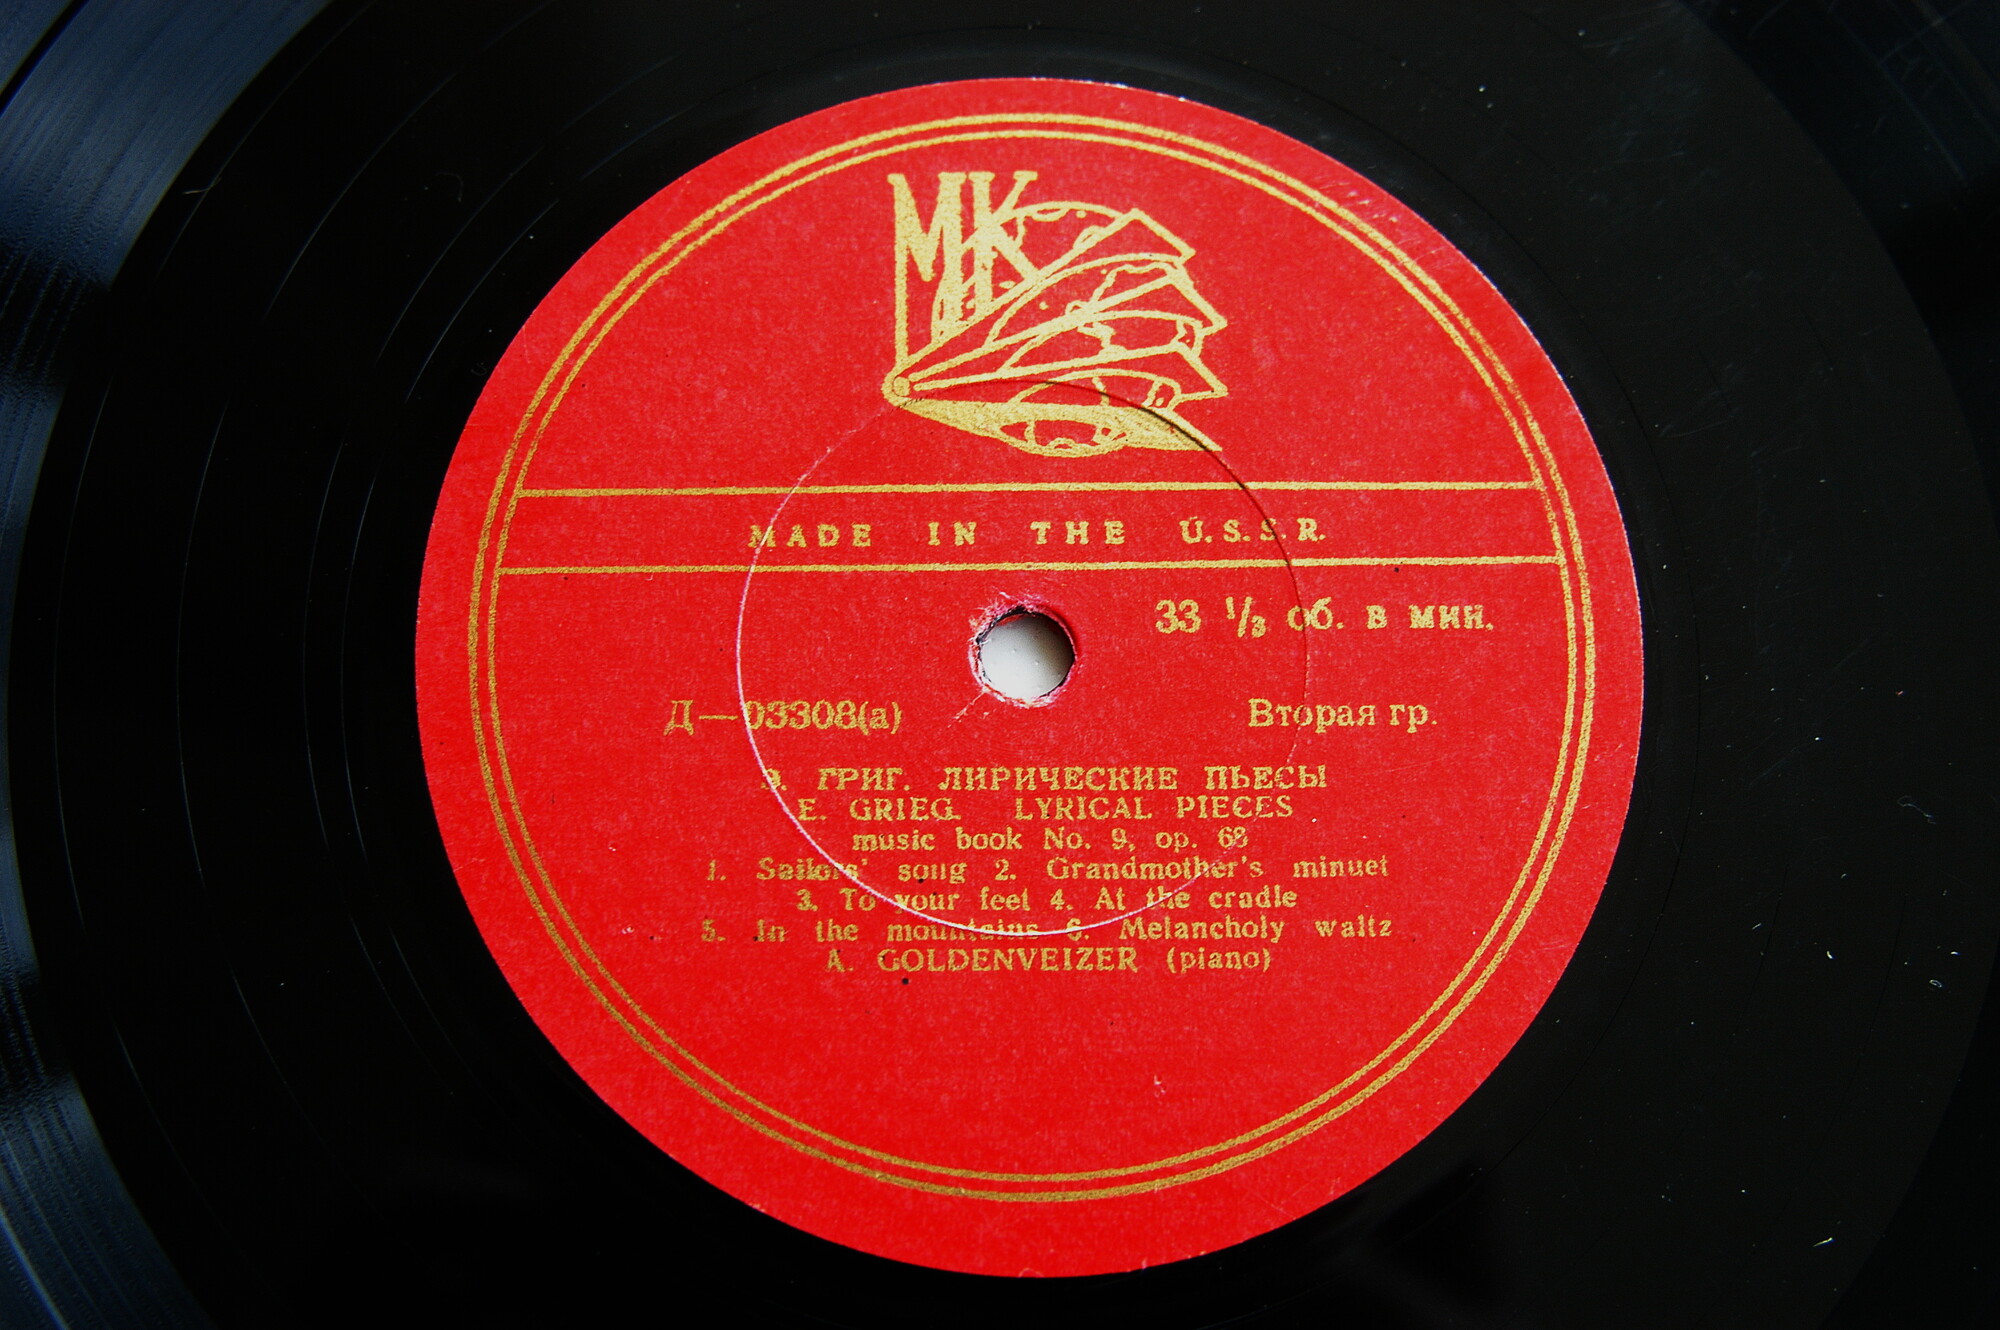 МК
MADE IN THE U.S.S.R.
33 1/3 об. в мин.
Д—03308(а) Вторая гр.
Э. ГРИГ. ЛИРИЧЕСКИЕ ПЬЕСЫ
E. GRIEG. LYRICAL PIECES
music book No. 9, op. 68
1. Sailors' song 2. Grandmother's minuet
3. To your feet 4. At the cradle
5. In the mountains 6. Melancholy waltz
A. GOLDENVEIZER (piano)